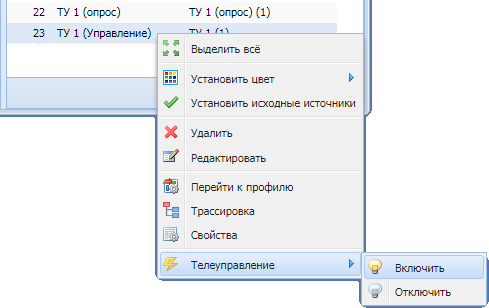 22 ТУ 1 (опрос) ТУ 1 (опрос) (1)
23 ТУ 1 (Управление) ТУ 1 (1)
Выделить всё
Установить цвет
Установить исходные источники
Удалить
Редактировать
Перейти к профилю
Трассировка
Свойства
Телеуправление
Включить
Отключить